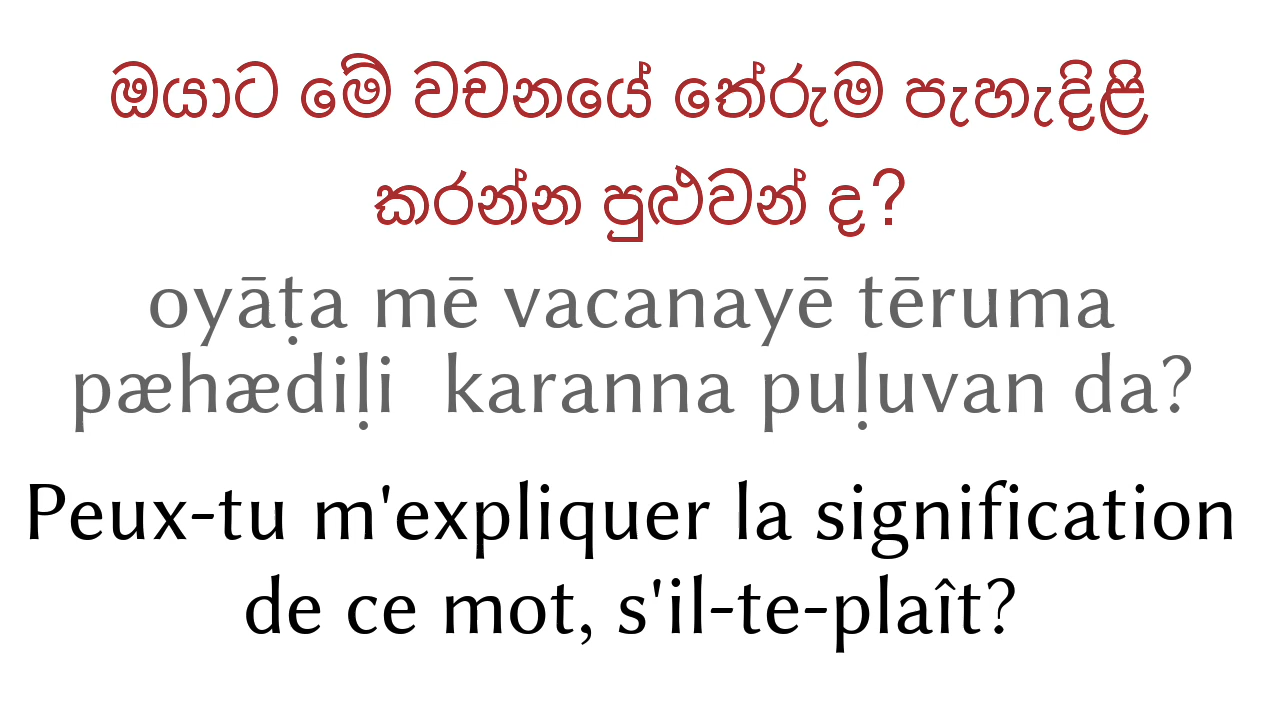 ඔයාට මේ වචනයේ තේරුම පැහැදිළි
කරන්න පුළුවන් ද?
oyāṭa mē vacanayē tēruma
pæhædiḷi karanna puḷuvan da?
Peux-tu m'expliquer la signification
de ce mot, s'il-te-plaît?